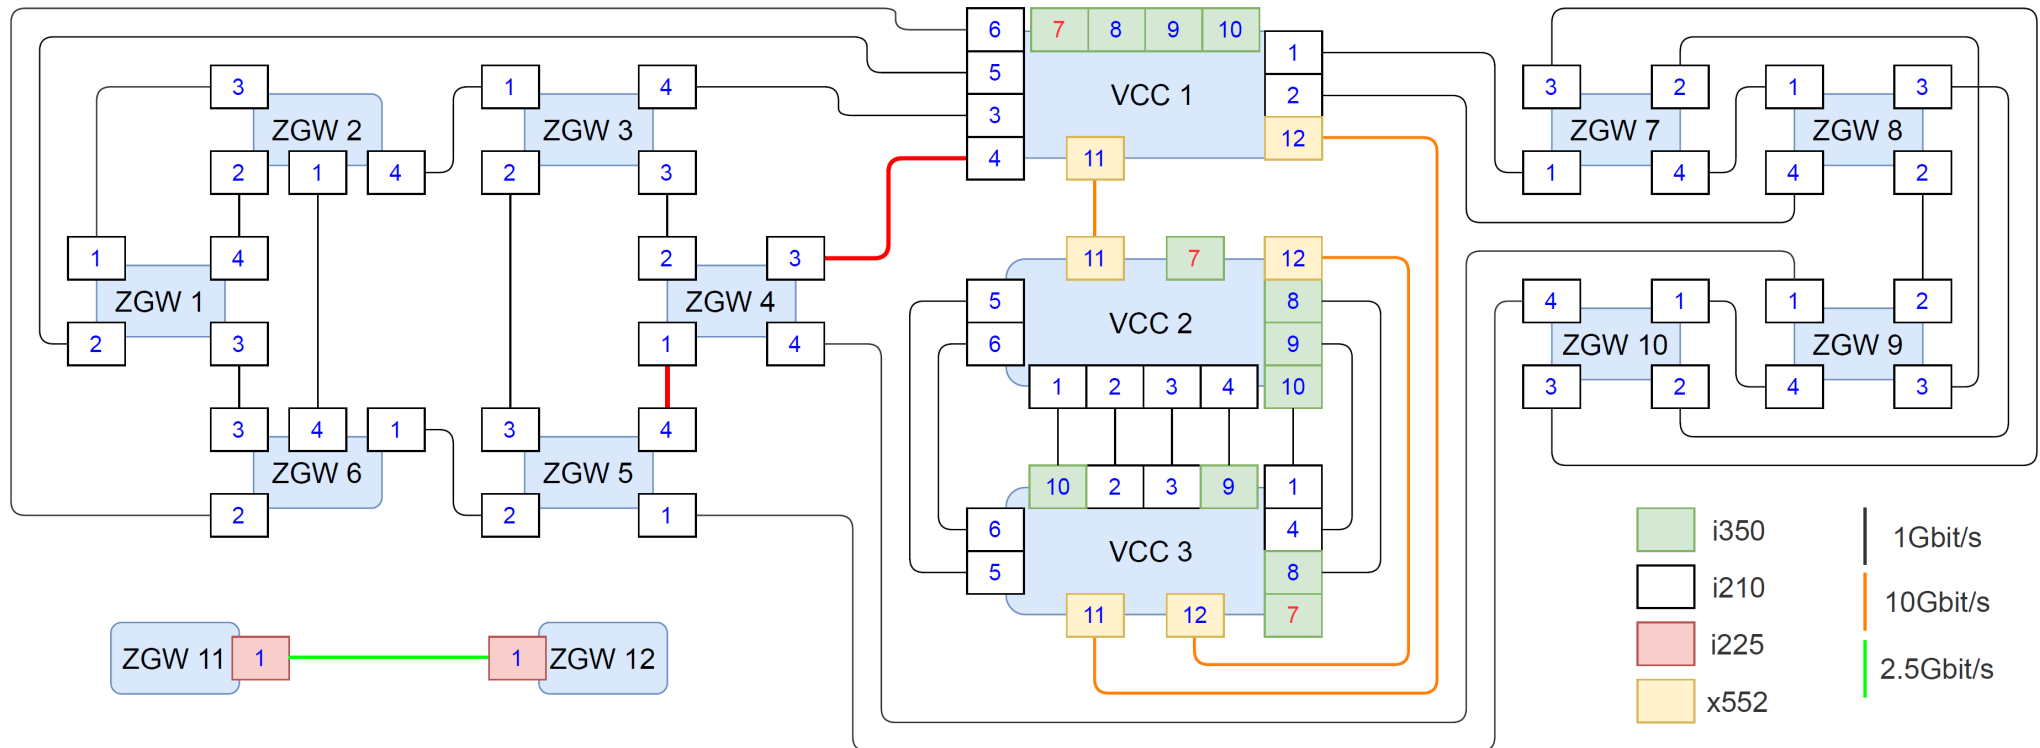 6 7 8 9 10
1
5
2
3
12
4
11
VCC 1
3
2
1
4
ZGW 2
1
4
2
3
ZGW 3
3
2
1
4
ZGW 7
1
3
4
2
ZGW 8
1
4
2
3
ZGW 1
2
3
1
4
ZGW 4
11
7
12
5
8
6
9
1 2 3 4 10
VCC 2
4
1
3
2
ZGW 10
1
2
4
3
ZGW 9
3
4
1
2
ZGW 6
3
4
2
1
ZGW 5
10 2 3 9 1
6
4
5
8
11
12
7
VCC 3
ZGW 11
1
1
ZGW 12
i350
i210
i225
x552
1Gbit/s
10Gbit/s
2.5Gbit/s